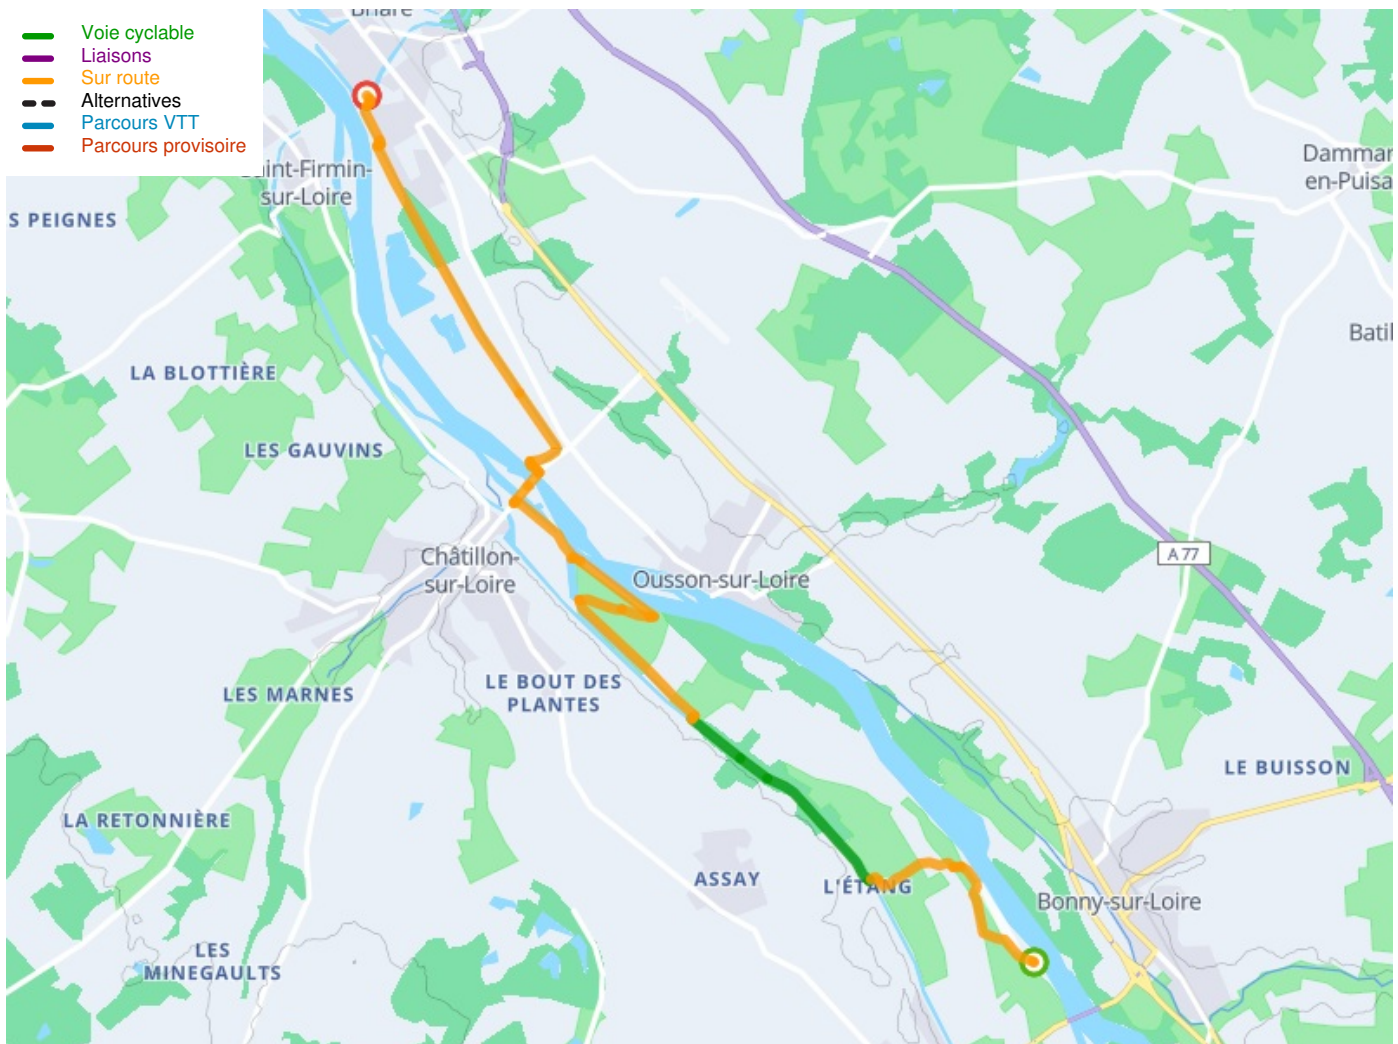 Briare
Voie cyclable
Liaisons
Sur route
Alternatives
Parcours VTT
Parcours provisoire
Saint-Firmin-
sur-Loire
Dammar
en-Puisa
S PEIGNES
Batil
LA BLOTTIÈRE
LES GAUVINS
A 77
Châtillon-
sur-Loire
Ousson-sur-Loire
LE BOUT DES
PLANTES
LES MARNES
LE BUISSON
LA RETONNIÈRE
ASSAY
L'ÉTANG
Bonny-sur-Loire
LES
MINEGAULTS